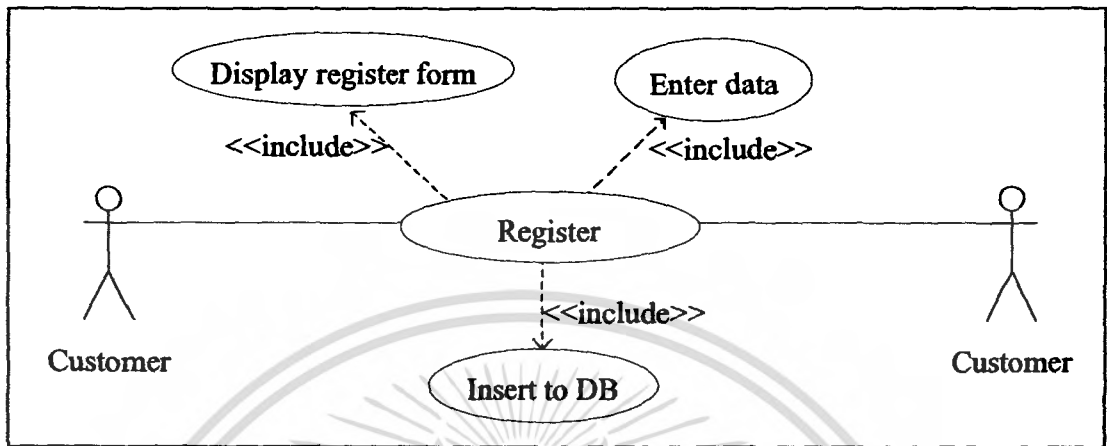 Display register form
Enter data
<<include>>
<<include>>
Register
<<include>>
Customer
Customer
Insert to DB